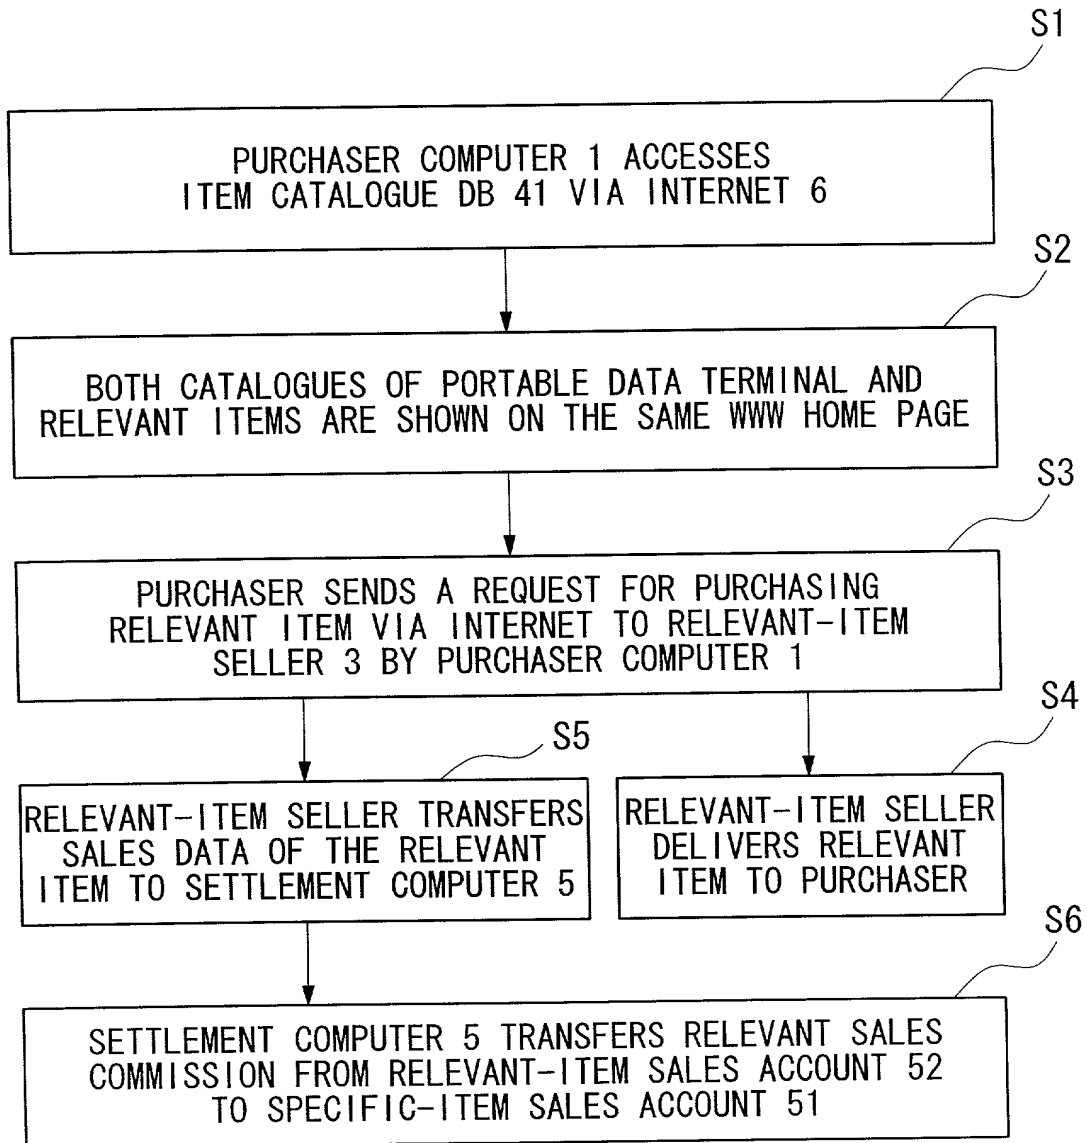 S1
PURCHASER COMPUTER 1 ACCESSES
ITEM CATALOGUE DB 41 VIA INTERNET 6
S2
BOTH CATALOGUES OF PORTABLE DATA TERMINAL AND
RELEVANT ITEMS ARE SHOWN ON THE SAME WWW HOME PAGE
S3
PURCHASER SENDS A REQUEST FOR PURCHASING
RELEVANT ITEM VIA INTERNET TO RELEVANT-ITEM
SELLER 3 BY PURCHASER COMPUTER 1
S5
RELEVANT-ITEM SELLER TRANSFERS
SALES DATA OF THE RELEVANT
ITEM TO SETTLEMENT COMPUTER 5
S4
RELEVANT-ITEM SELLER
DELIVERS RELEVANT
ITEM TO PURCHASER
S6
SETTLEMENT COMPUTER 5 TRANSFERS RELEVANT SALES
COMMISSION FROM RELEVANT-ITEM SALES ACCOUNT 52
TO SPECIFIC-ITEM SALES ACCOUNT 51